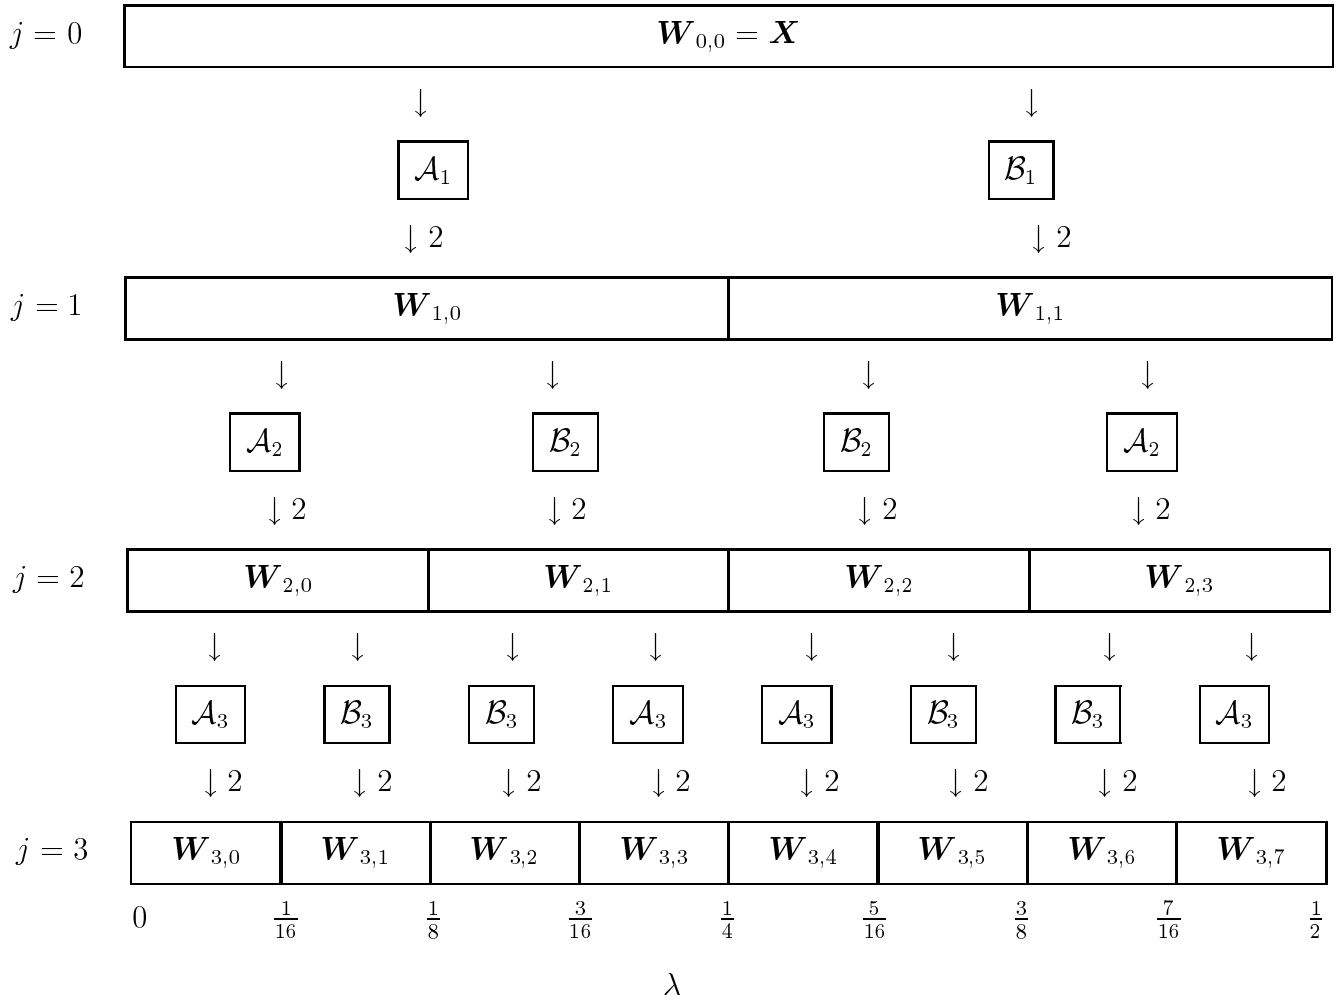 j = 0 W0,0 = X
↓ ↓
A1 B1
↓ 2 ↓ 2
j = 1 W1,0 W1,1
↓ ↓ ↓ ↓
A2 B2 B2 A2
↓ 2 ↓ 2 ↓ 2 ↓ 2
j = 2 W2,0 W2,1 W2,2 W2,3
↓ ↓ ↓ ↓ ↓ ↓ ↓ ↓
A3 B3 B3 A3 A3 B3 B3 A3
↓ 2 ↓ 2 ↓ 2 ↓ 2 ↓ 2 ↓ 2 ↓ 2 ↓ 2
j = 3 W3,0 W3,1 W3,2 W3,3 W3,4 W3,5 W3,6 W3,7
0 1/16 1/8 3/16 1/4 5/16 3/8 7/16 1/2
λ